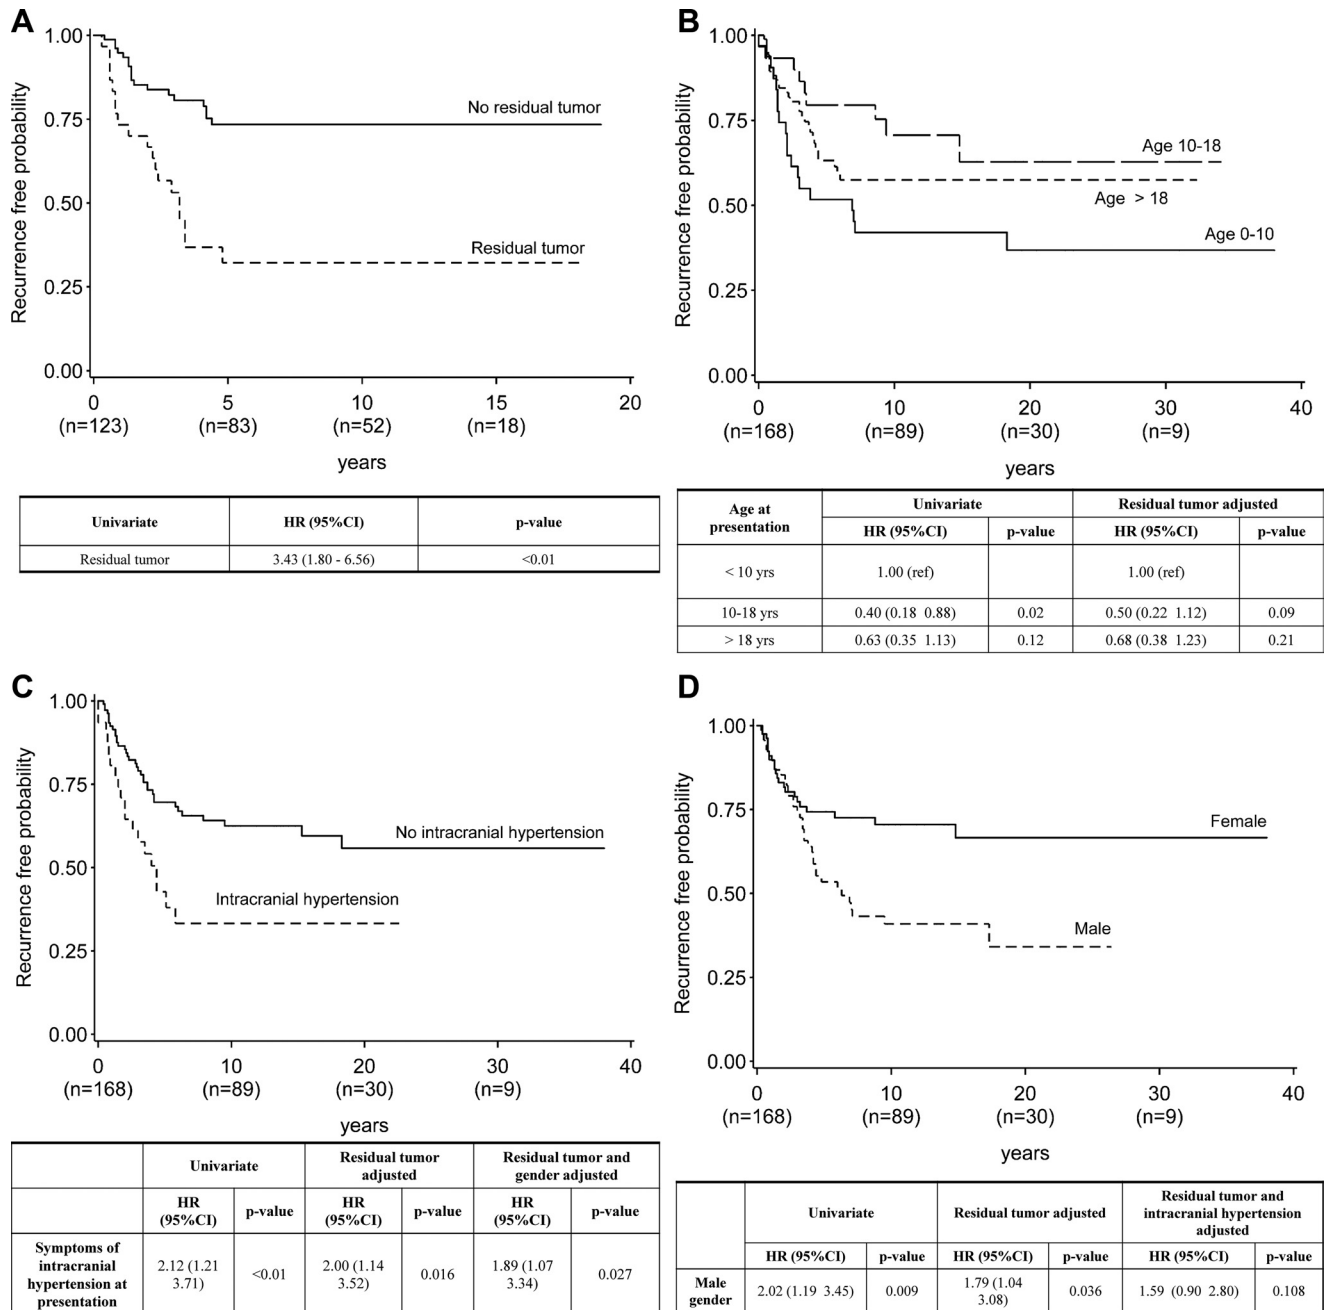 A
Recurrence free probability
1.00
0.75
0.50
0.25
0.00
No residual tumor
Residual tumor
0 5 10 15 20
(n=123) (n=83) (n=52) (n=18)
years
Univariate HR (95%CI) p-value
Residual tumor 3.43 (1.80 - 6.56) <0.01
B
Recurrence free probability
1.00
0.75
0.50
0.25
0.00
Age 10-18
Age > 18
Age 0-10
0 10 20 30 40
(n=168) (n=89) (n=30) (n=9)
years
Age at
presentation
Univariate Residual tumor adjusted
HR (95%CI) p-value HR (95%CI) p-value
< 10 yrs 1.00 (ref) 1.00 (ref)
10-18 yrs 0.40 (0.18 0.88) 0.02 0.50 (0.22 1.12) 0.09
> 18 yrs 0.63 (0.35 1.13) 0.12 0.68 (0.38 1.23) 0.21
C
Recurrence free probability
1.00
0.75
0.50
0.25
0.00
No intracranial hypertension
Intracranial hypertension
0 10 20 30 40
(n=168) (n=89) (n=30) (n=9)
years
Univariate
Residual tumor
adjusted
Residual tumor and
gender adjusted
HR
(95%CI)
p-value
HR
(95%CI)
p-value
HR
(95%CI)
p-value
Symptoms of
intracranial
hypertension at
presentation
2.12 (1.21
3.71)
<0.01
2.00 (1.14
3.52)
0.016
1.89 (1.07
3.34)
0.027
D
Recurrence free probability
1.00
0.75
0.50
0.25
0.00
Female
Male
0 10 20 30 40
(n=168) (n=89) (n=30) (n=9)
years
Univariate
Residual tumor adjusted
Residual tumor and
intracranial hypertension
adjusted
HR (95%CI) p-value HR (95%CI) p-value HR (95%CI) p-value
Male
gender
2.02 (1.19 3.45)
0.009
1.79 (1.04
3.08)
0.036
1.59 (0.90 2.80)
0.108